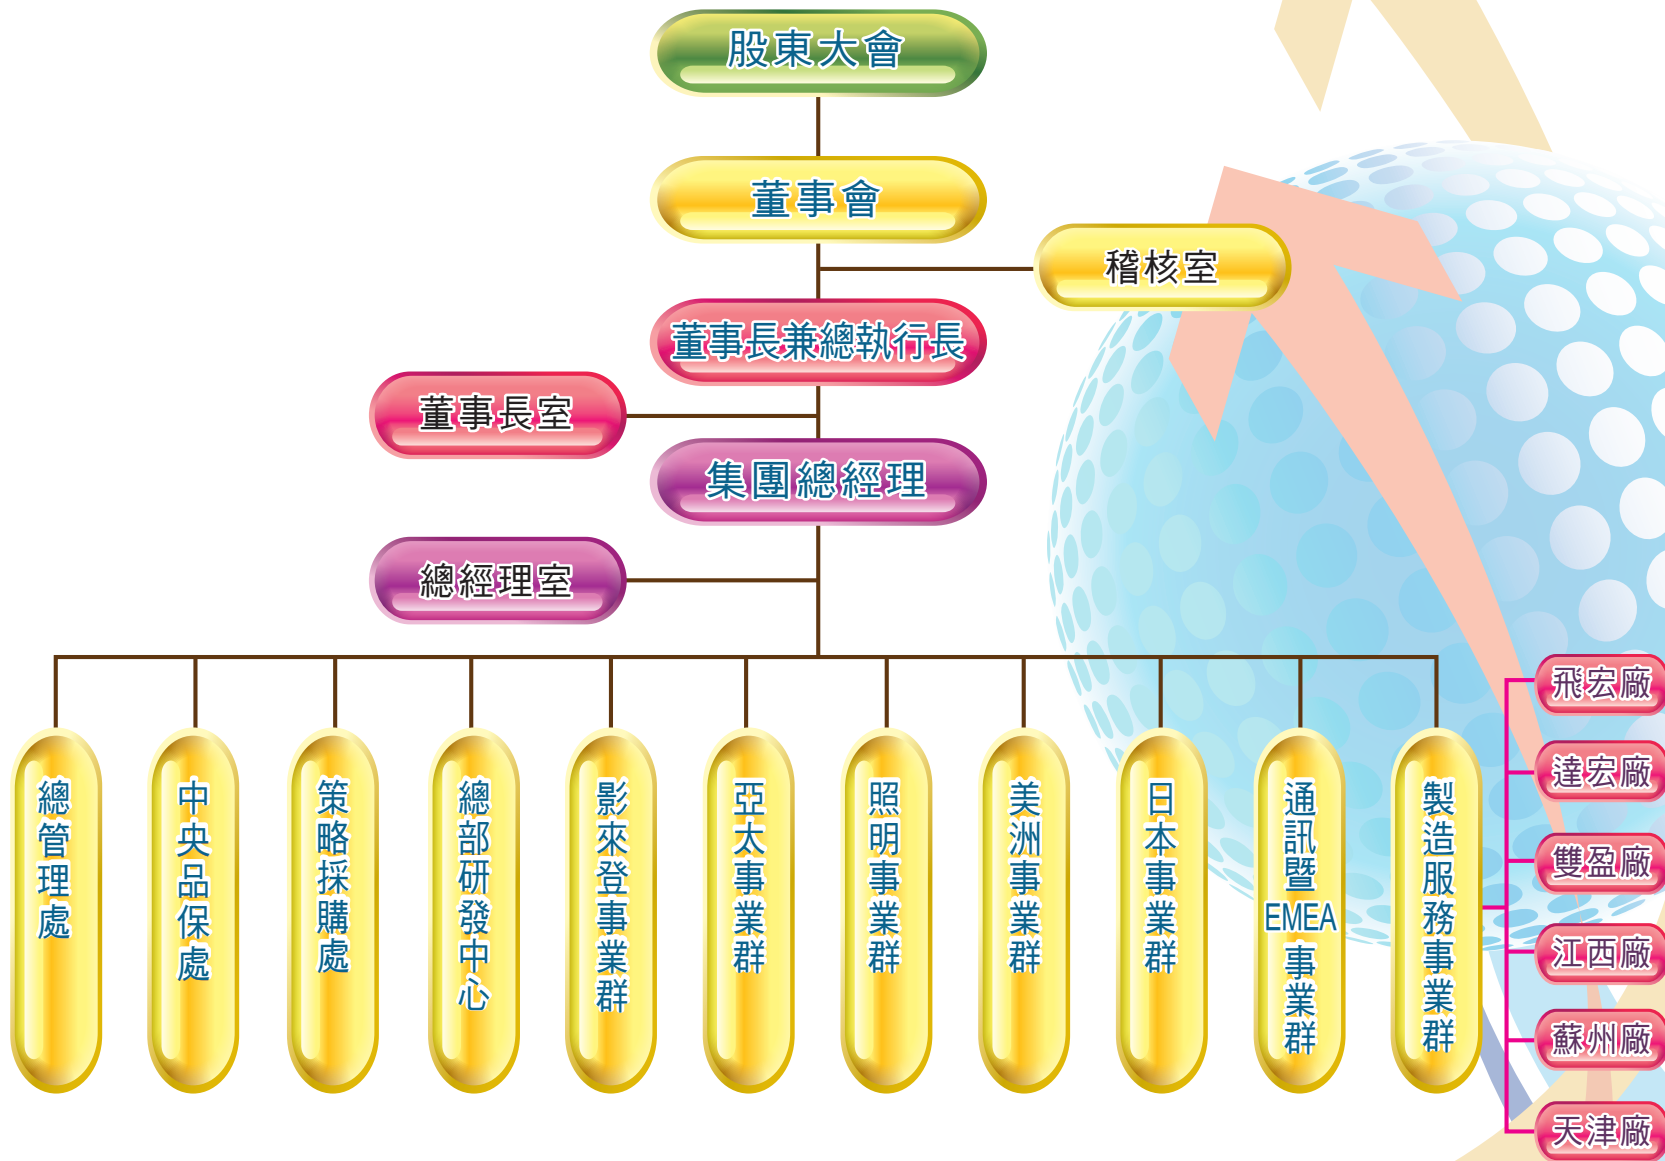 股東大會
董事會
稽核室
董事長兼總執行長
董事長室
集團總經理
總經理室
總管理處
中央品保處
策略採購處
總部研發中心
影來登事業群
亞太事業群
照明事業群
美洲事業群
日本事業群
通訊暨EMEA事業群
製造服務事業群
飛宏廠
達宏廠
雙盈廠
江西廠
蘇州廠
天津廠